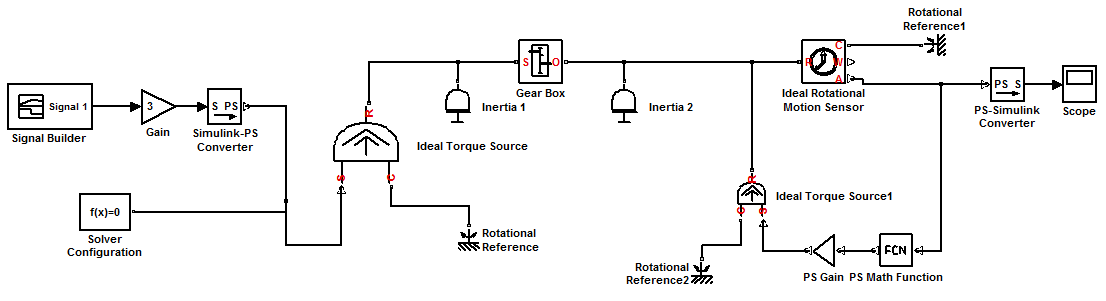 Rotational
Reference1
C
S
O
R
W
A
Gear Box
Ideal Rotational
Motion Sensor
Signal 1
Signal Builder
3
Gain
S PS
Simulink-PS
Converter
Inertia 1
Inertia 2
PS S
PS-Simulink
Converter
Scope
R
Ideal Torque Source
S
C
R
Ideal Torque Source1
C
S
f(x)=0
Solver
Configuration
Rotational
Reference
Rotational
Reference2
PS Gain
FCN
PS Math Function